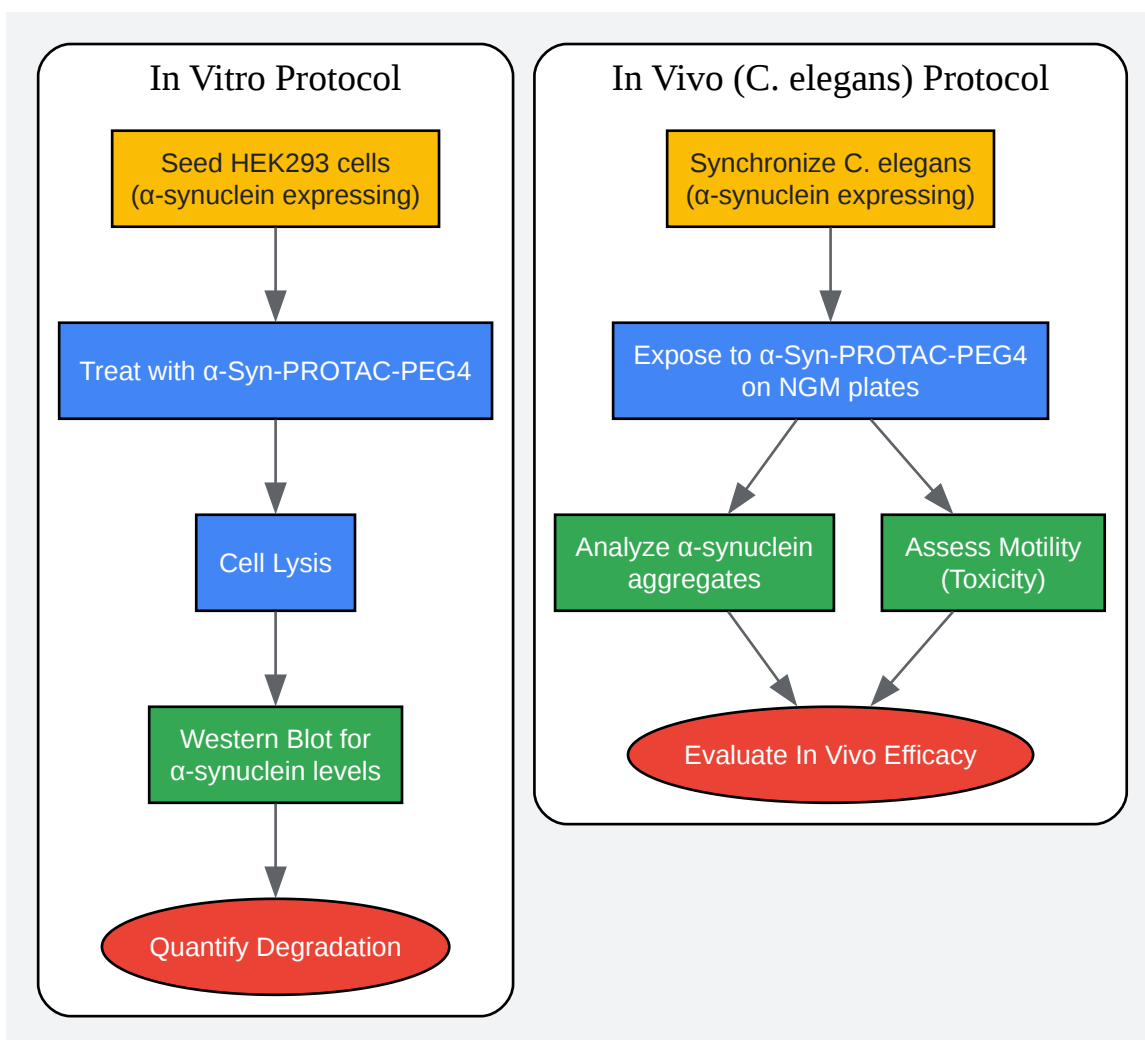 In Vitro Protocol
Seed HEK293 cells
(α-synuclein expressing)
Treat with α-Syn-PROTAC-PEG4
Cell Lysis
Western Blot for
α-synuclein levels
Quantify Degradation
In Vivo (C. elegans) Protocol
Synchronize C. elegans
(α-synuclein expressing)
Expose to α-Syn-PROTAC-PEG4
on NGM plates
Analyze α-synuclein
aggregates
Assess Motility
(Toxicity)
Evaluate In Vivo Efficacy